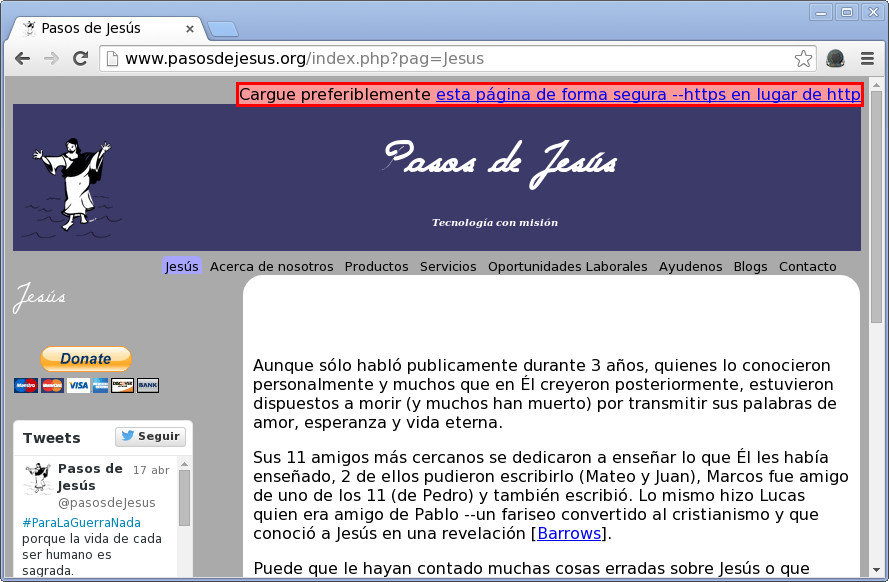 Pasos de Jesús
www.pasosdejesus.org/index.php?pag=Jesus
Cargue preferiblemente esta página de forma segura --https en lugar de http
Pasos de Jesús
Tecnología con misión
Jesús Acerca de nosotros Productos Servicios Oportunidades Laborales Ayudenos Blogs Contacto
Jesús
Donate
Maestro VISA DISCOVER BANK
Tweets Seguir
Pasos de Jesús 17 abr
@pasosdeJesus
#ParaLaGuerraNada
porque la vida de cada
ser humano es
sagrada.
Aunque sólo habló publicamente durante 3 años, quienes lo conocieron
personalmente y muchos que en Él creyeron posteriormente, estuvieron
dispuestos a morir (y muchos han muerto) por transmitir sus palabras de
amor, esperanza y vida eterna.
Sus 11 amigos más cercanos se dedicaron a enseñar lo que Él les había
enseñado, 2 de ellos pudieron escribirlo (Mateo y Juan), Marcos fue amigo
de uno de los 11 (de Pedro) y también escribió. Lo mismo hizo Lucas
quien era amigo de Pablo --un fariseo convertido al cristianismo y que
conoció a Jesús en una revelación [Barrows].
Puede que le hayan contado muchas cosas erradas sobre Jesús o que